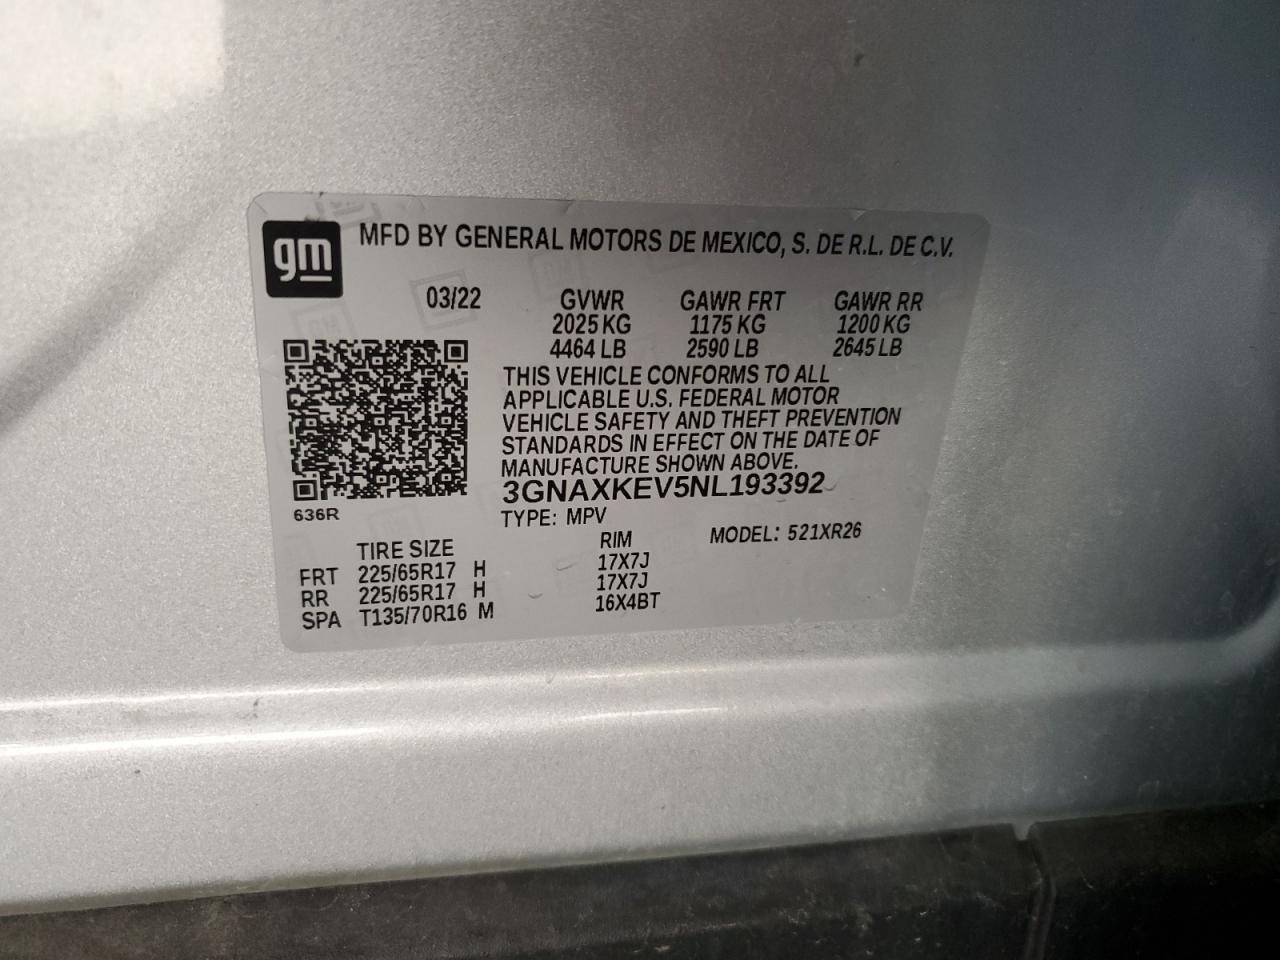 gm
MFD BY GENERAL MOTORS DE MEXICO, S. DE R.L. DE C.V.
03/22 GVWR GAWR FRT GAWR RR
2025 KG 1175 KG 1200 KG
4464 LB 2590 LB 2645 LB
THIS VEHICLE CONFORMS TO ALL
APPLICABLE U.S. FEDERAL MOTOR
VEHICLE SAFETY AND THEFT PREVENTION
STANDARDS IN EFFECT ON THE DATE OF
MANUFACTURE SHOWN ABOVE.
3GNAXKEV5NL193392
636R
TYPE: MPV MODEL: 521XR26
TIRE SIZE RIM
FRT 225/65R17 H 17X7J
RR 225/65R17 H 17X7J
SPA T135/70R16 M 16X4BT